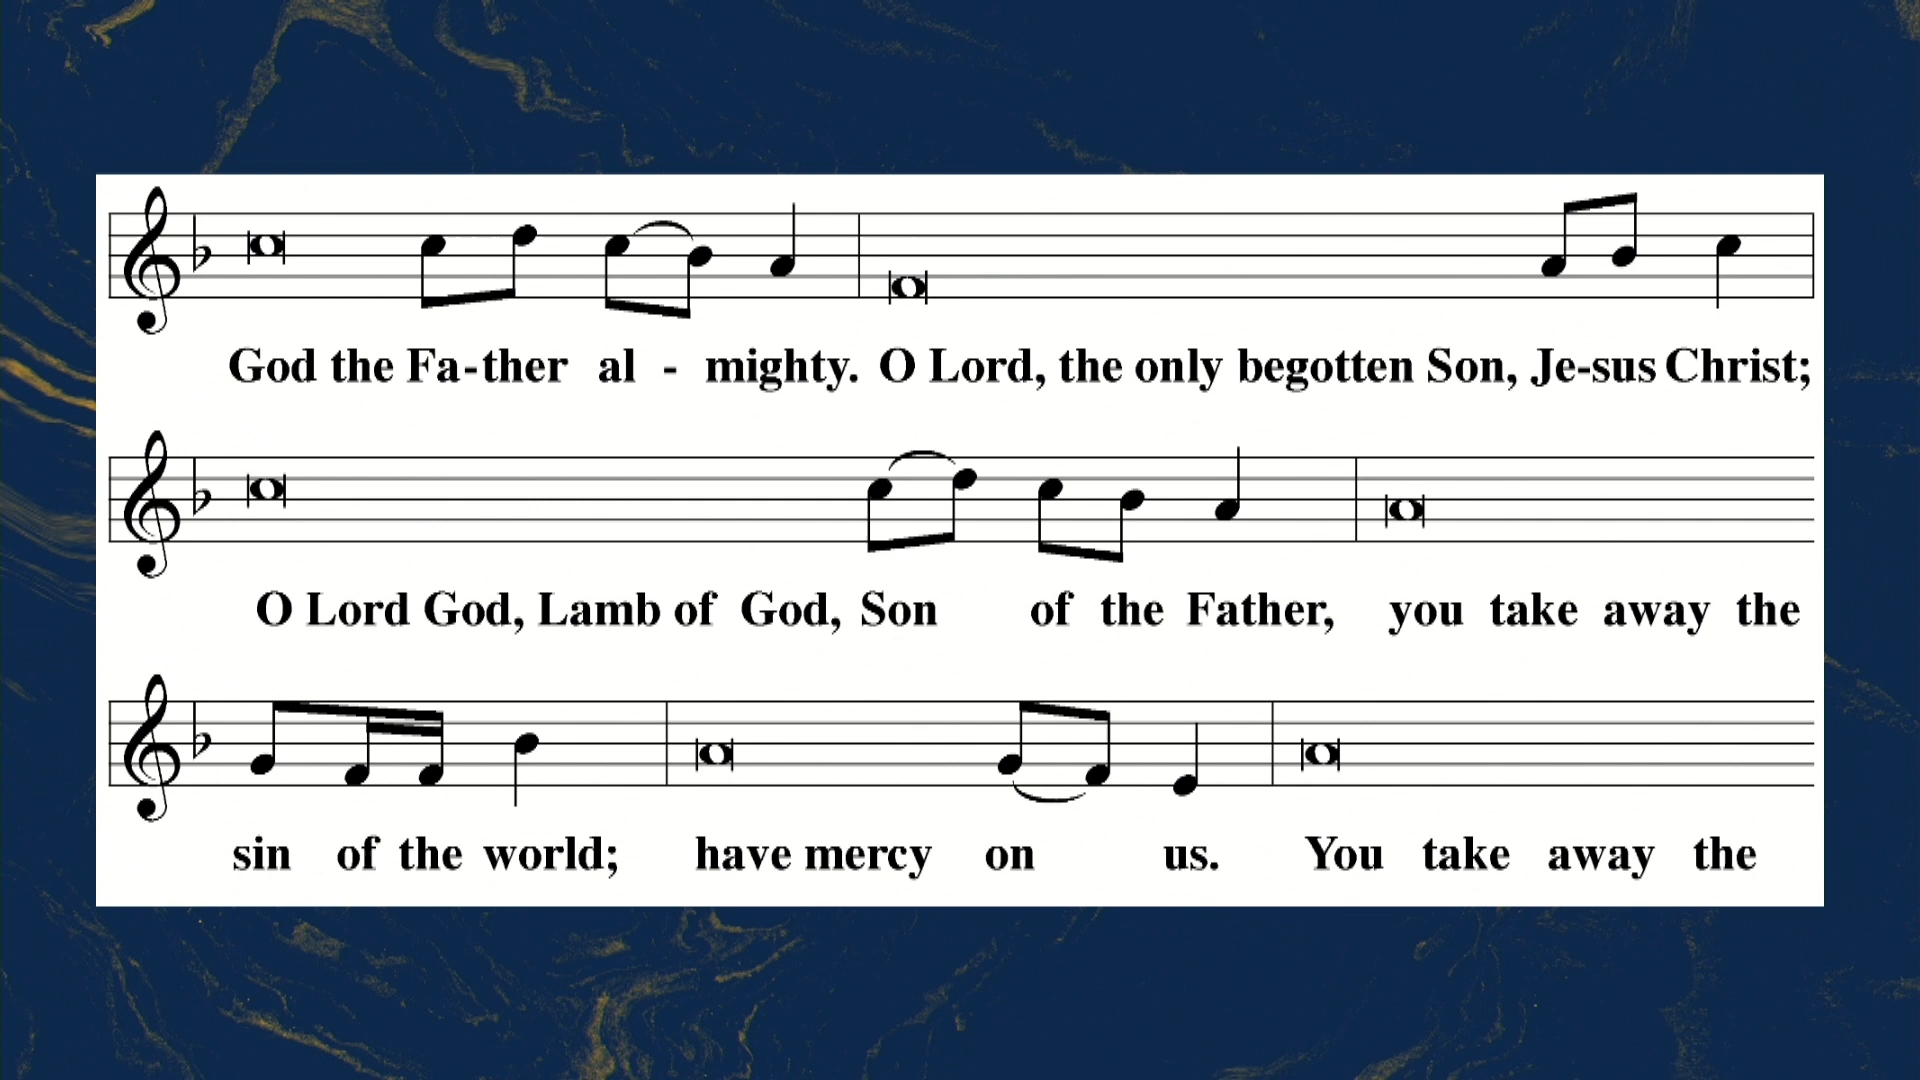 God the Fa-ther al - mighty. O Lord, the only begotten Son, Je-sus Christ;
O Lord God, Lamb of God, Son of the Father, you take away the
sin of the world; have mercy on us. You take away the